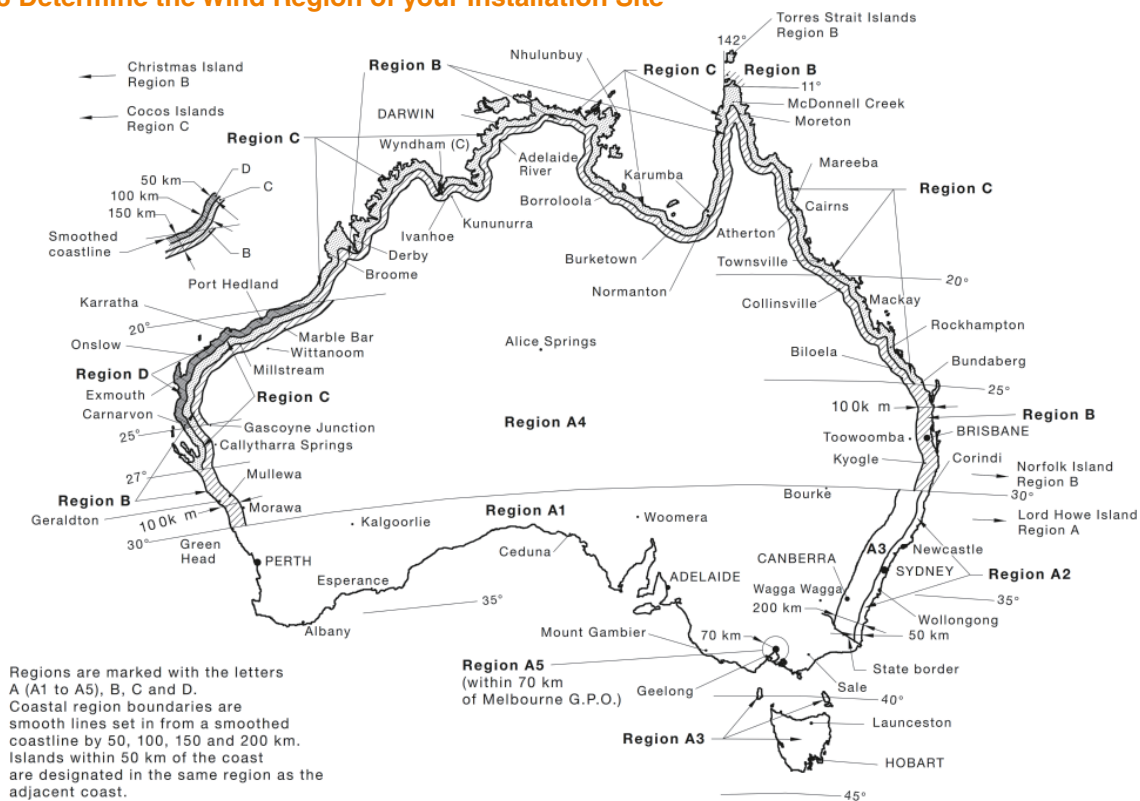 3 Determine the Wind Region of your Installation Site
Torres Strait Islands
Region B
142°
Christmas Island
Region B
Cocos Islands
Region C
Region B
Nhulunbuy
Region C
Region B
11°
McDonnell Creek
Moreton
DARWIN
Region C
Wyndham (C)
Adelaide
River
Karumba
Mareeba
Region C
50 km
100 km
150 km
D
C
B
Smoothed
coastline
Borroloola
Cairns
Kununurra
Ivanhoe
Atherton
Derby
Broome
Burketown
Townsville
20°
Port Hedland
Normanton
Collinsville
Mackay
Karratha
20°
Rockhampton
Onslow
Marble Bar
Wittanoom
Alice Springs
Biloela
Bundaberg
Region D
Millstream
Exmouth
Region C
25°
Carnarvon
100k m
Region B
Region A4
25°
Gascoyne Junction
Callytharra Springs
Toowoomba
BRISBANE
Kyogle
Corindi
27°
Mullewa
Norfolk Island
Region B
Region B
Bourke
30°
Geraldton
100k m
Morawa
Region A1
Lord Howe Island
Region A
30°
Green
Head
Kalgoorlie
Woomera
Ceduna
PERTH
CANBERRA
A3
Newcastle
SYDNEY
Region A2
Esperance
ADELAIDE
Wagga Wagga
35°
35°
200 km
Wollongong
Albany
Mount Gambier
70 km
50 km
State border
Region A5
(within 70 km
of Melbourne G.P.O.)
Geelong
Sale
40°
Launceston
Region A3
HOBART
45°
Regions are marked with the letters
A (A1 to A5), B, C and D.
Coastal region boundaries are
smooth lines set in from a smoothed
coastline by 50, 100, 150 and 200 km.
Islands within 50 km of the coast
are designated in the same region as the
adjacent coast.